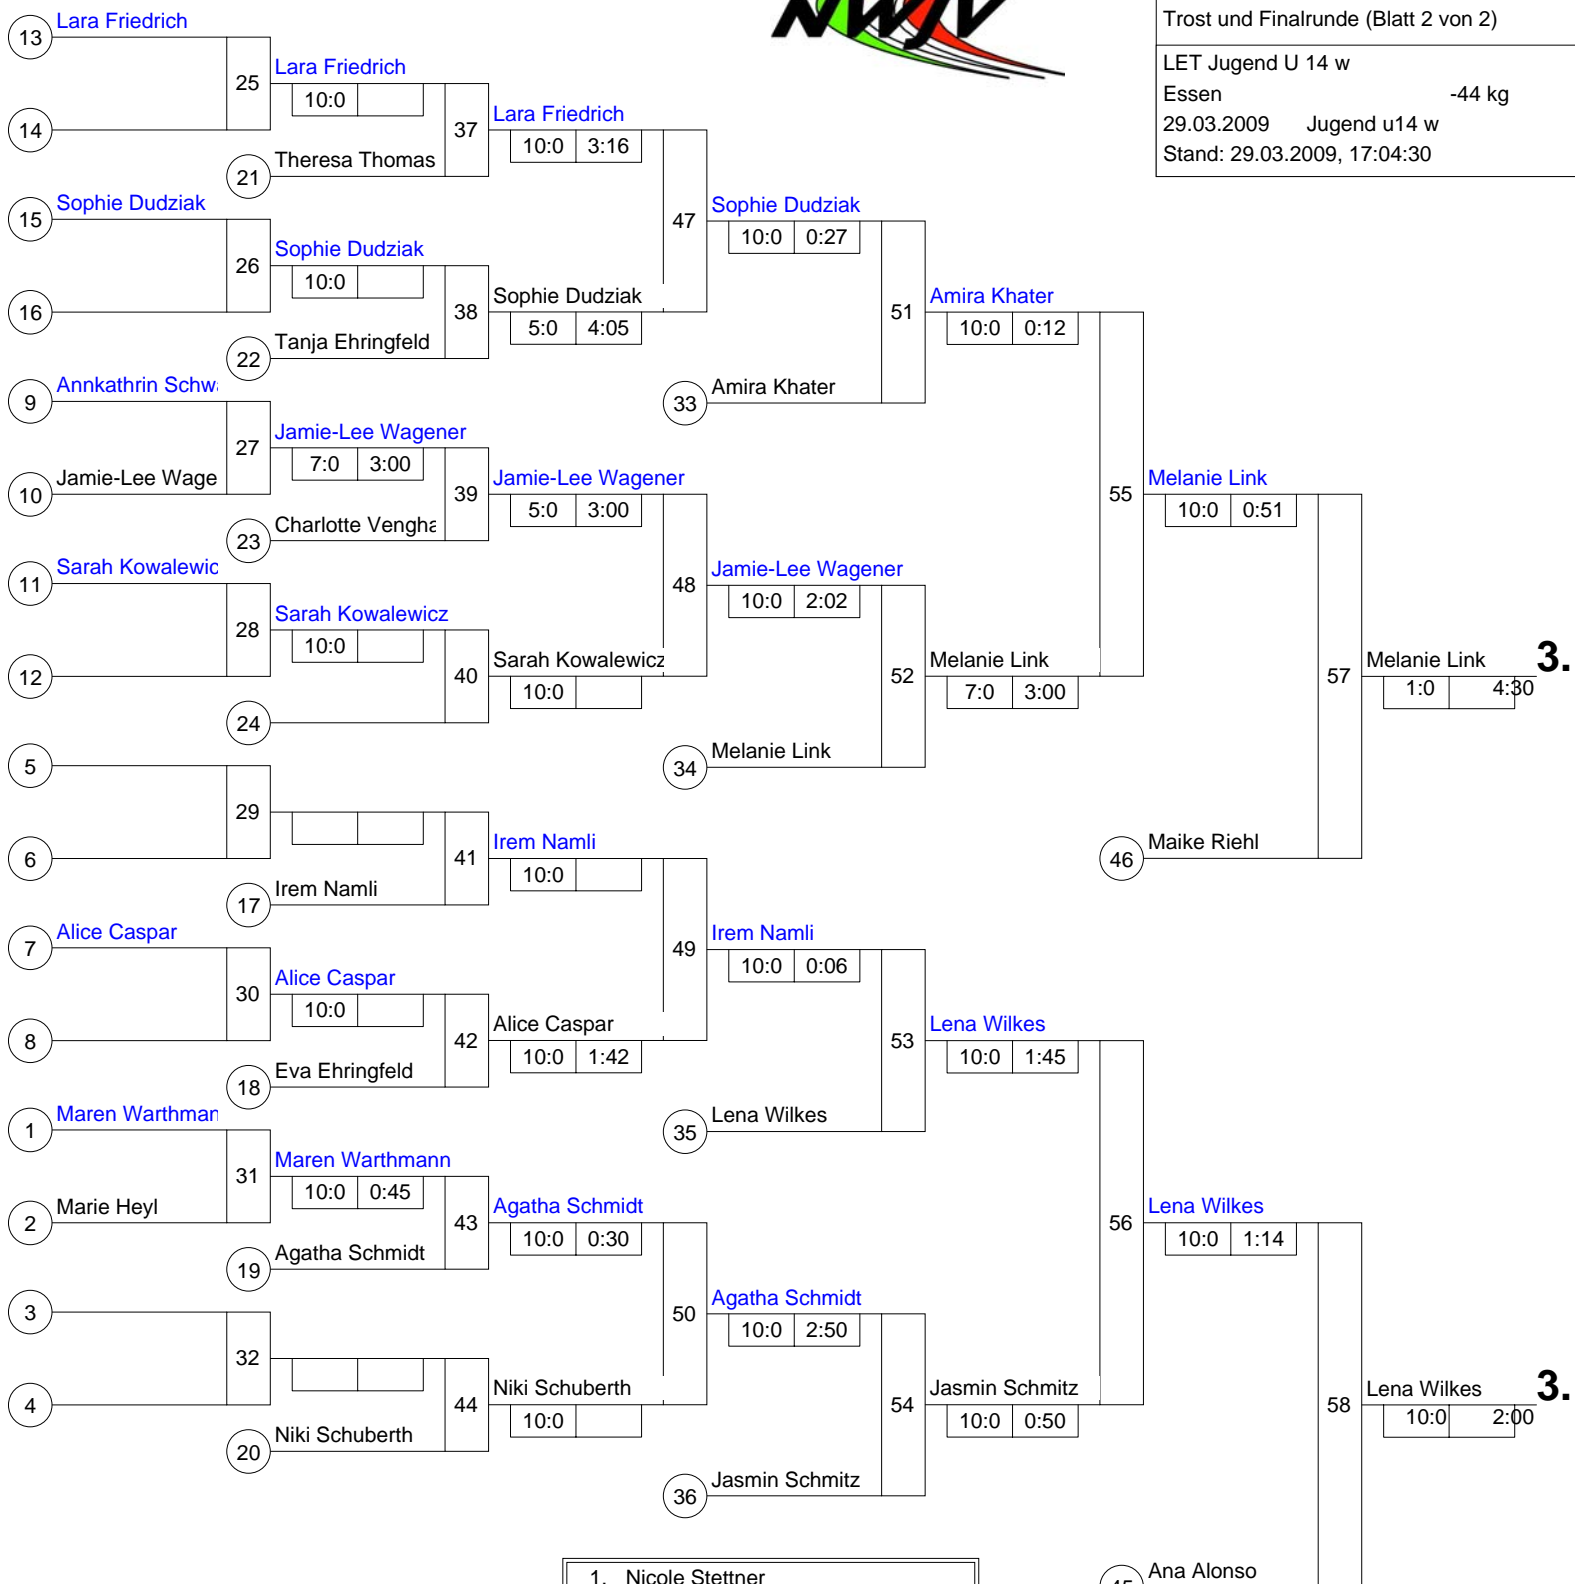 NWJV
Trost und Finalrunde (Blatt 2 von 2)
LET Jugend U 14 w
Essen -44 kg
29.03.2009 Jugend u14 w
Stand: 29.03.2009, 17:04:30
13 Lara Friedrich
25 Lara Friedrich
10:0
14
37 Lara Friedrich
10:0 3:16
21 Theresa Thomas
15 Sophie Dudziak
47 Sophie Dudziak
10:0 0:27
26 Sophie Dudziak
10:0
16
38 Sophie Dudziak
5:0 4:05
51 Amira Khater
10:0 0:12
22 Tanja Ehringfeld
9 Annkathrin Schw
33 Amira Khater
27 Jamie-Lee Wagener
7:0 3:00
10 Jamie-Lee Wage
39 Jamie-Lee Wagener
5:0 3:00
55 Melanie Link
10:0 0:51
23 Charlotte Vengha
11 Sarah Kowalewic
48 Jamie-Lee Wagener
10:0 2:02
28 Sarah Kowalewicz
10:0
12
40 Sarah Kowalewicz
10:0
52 Melanie Link
7:0 3:00
57 Melanie Link 3.
1:0 4:30
24
5
34 Melanie Link
29
6
41 Irem Namli
10:0
46 Maike Riehl
17 Irem Namli
7 Alice Caspar
49 Irem Namli
10:0 0:06
30 Alice Caspar
10:0
8
42 Alice Caspar
10:0 1:42
53 Lena Wilkes
10:0 1:45
18 Eva Ehringfeld
1 Maren Warthman
35 Lena Wilkes
31 Maren Warthmann
10:0 0:45
2 Marie Heyl
43 Agatha Schmidt
10:0 0:30
56 Lena Wilkes
10:0 1:14
19 Agatha Schmidt
3
50 Agatha Schmidt
10:0 2:50
32
4
44 Niki Schuberth
10:0
54 Jasmin Schmitz
10:0 0:50
58 Lena Wilkes 3.
10:0 2:00
20 Niki Schuberth
36 Jasmin Schmitz
1. Nicole Stettner
45 Ana Alonso